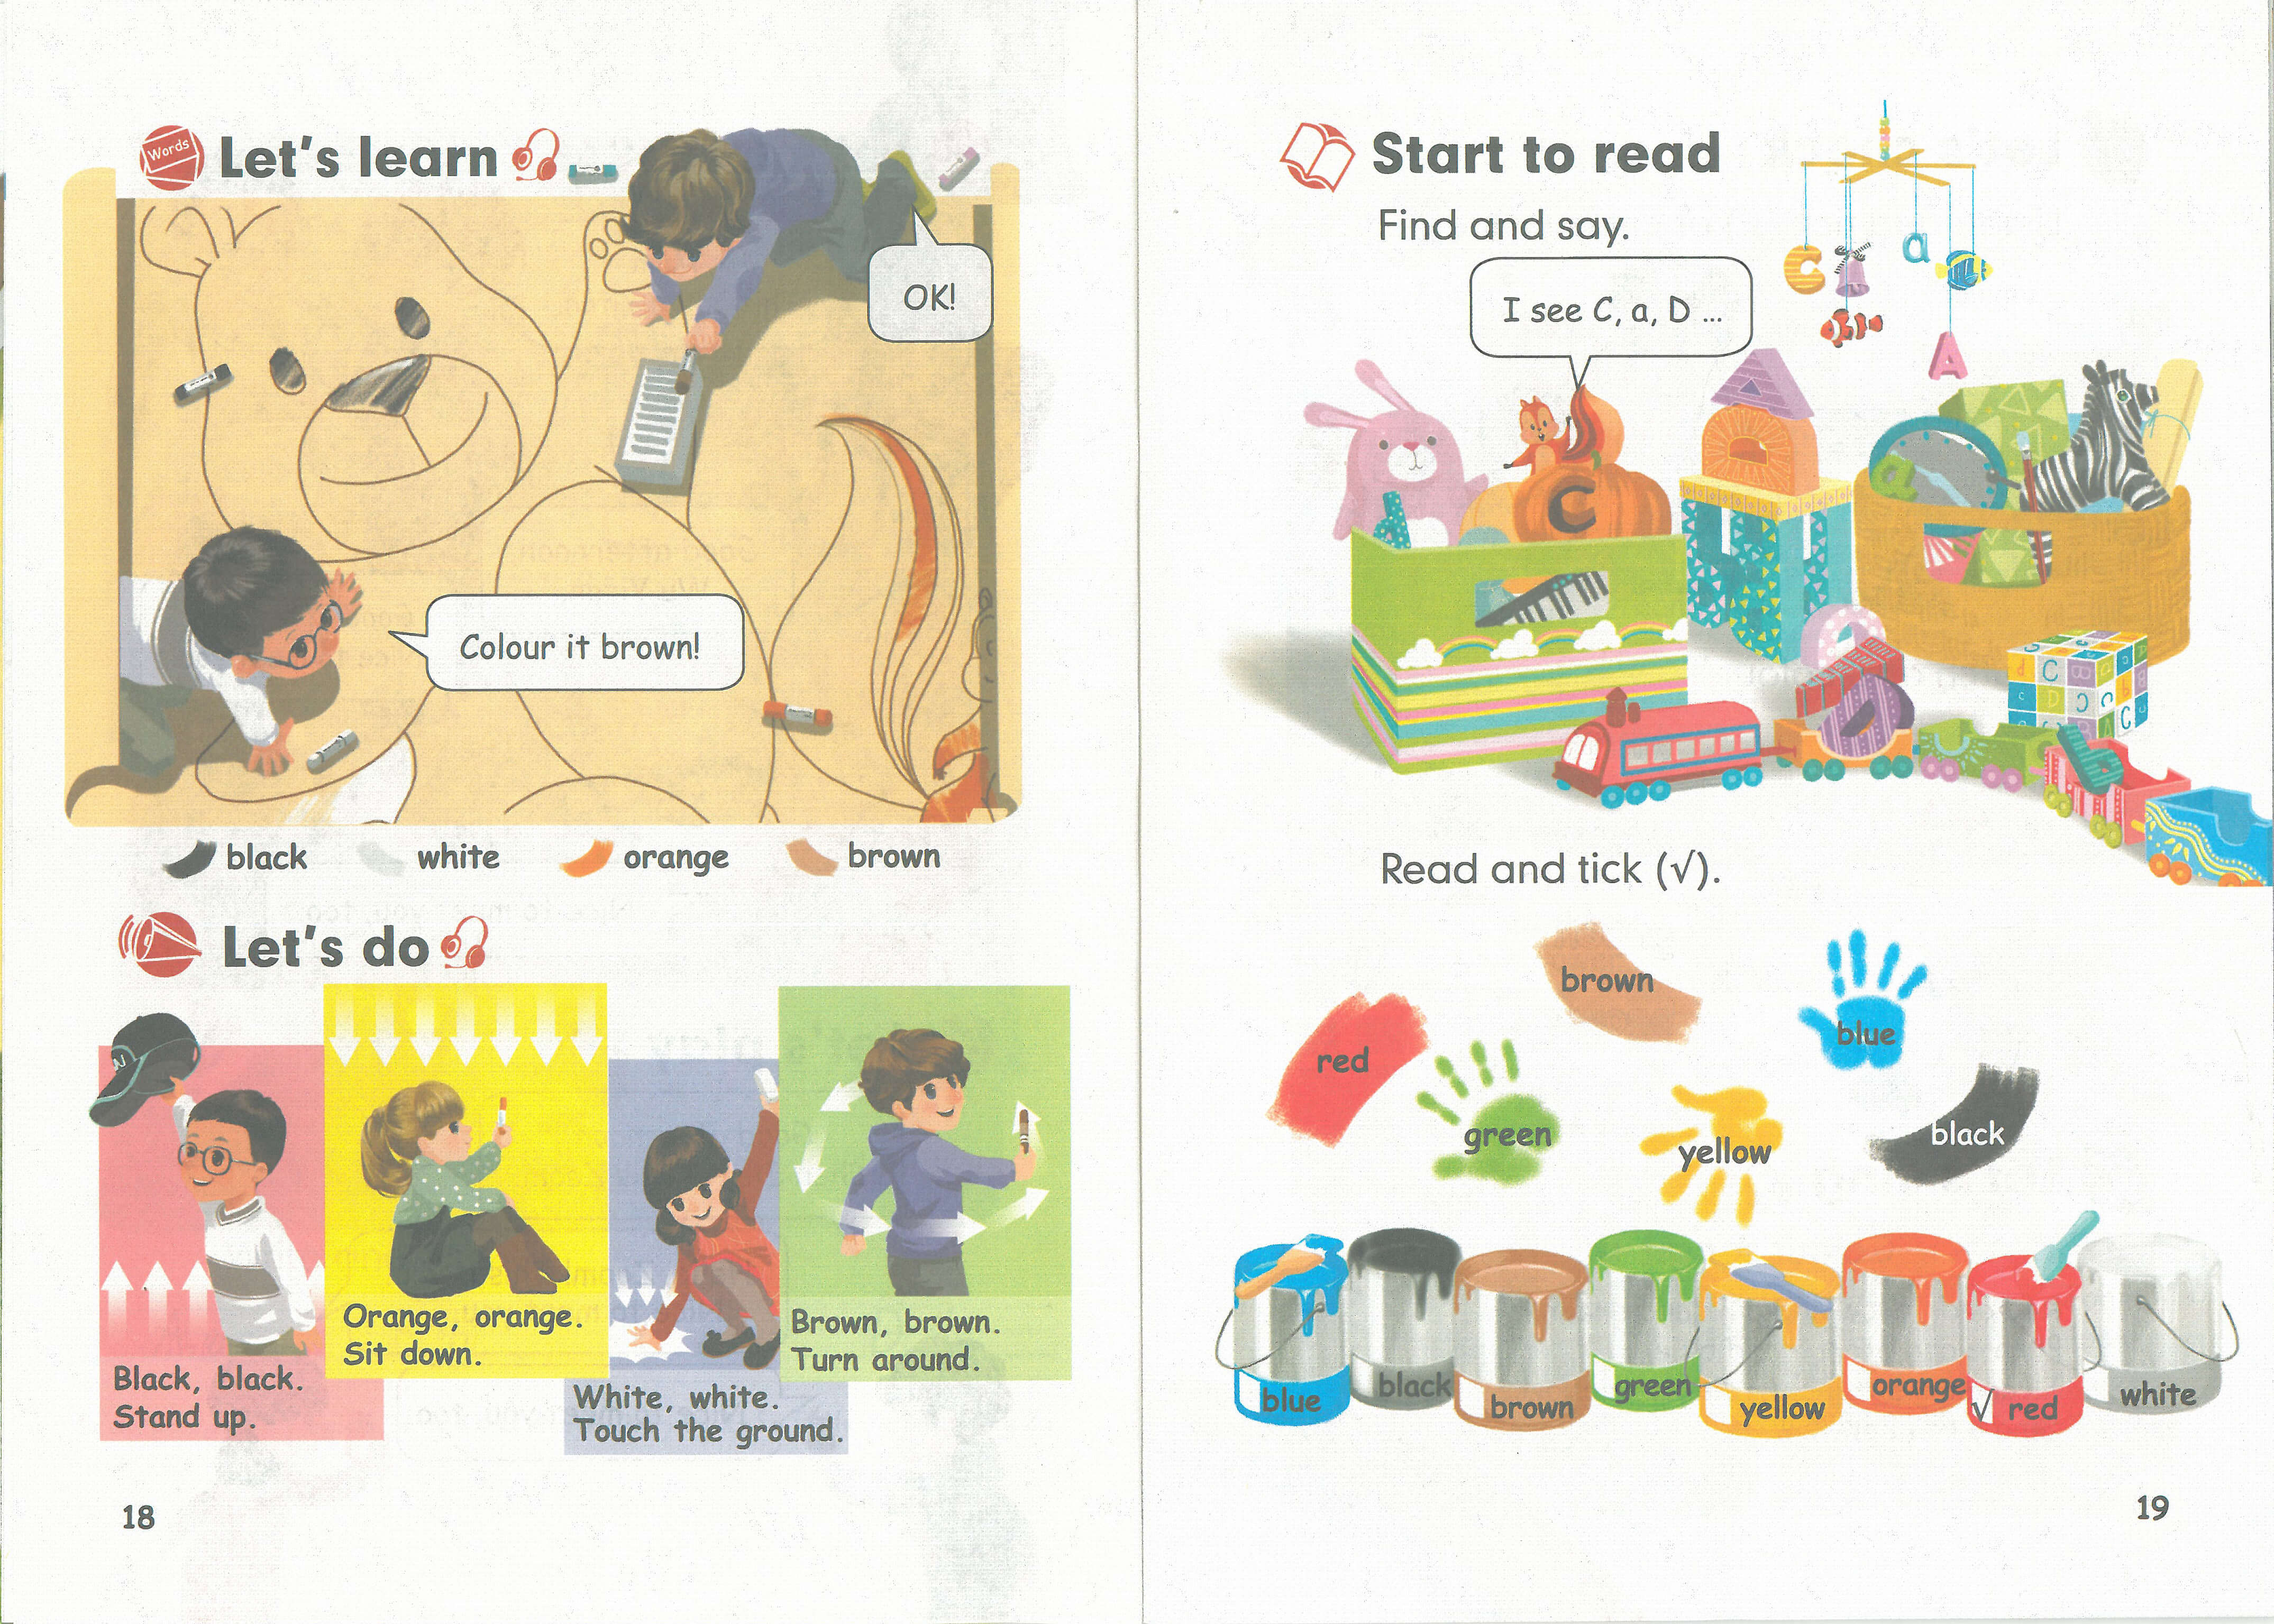 Words
Let's learn
OK!
Colour it brown!
black white orange brown
Let's do
Black, black.
Stand up.
Orange, orange.
Sit down.
White, white.
Touch the ground.
Brown, brown.
Turn around.
18
Start to read
Find and say.
I see C, a, D ...
C
a
A
a
C
Read and tick (√).
brown
blue
red
green
yellow
black
blue
black
brown
green
yellow
orange
√ red
white
19